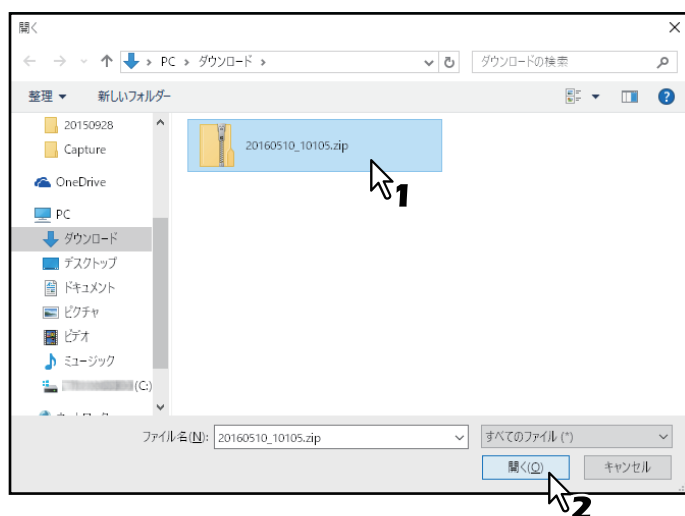 開く
PC › ダウンロード ›
ダウンロードの検索
整理
新しいフォルダー
20150928
Capture
OneDrive
PC
ダウンロード
デスクトップ
ドキュメント
ピクチャ
ビデオ
ミュージック
(C:)
20160510_10105.zip
1
ファイル名(N): 20160510_10105.zip
すべてのファイル (*)
開く(O)
キャンセル
2